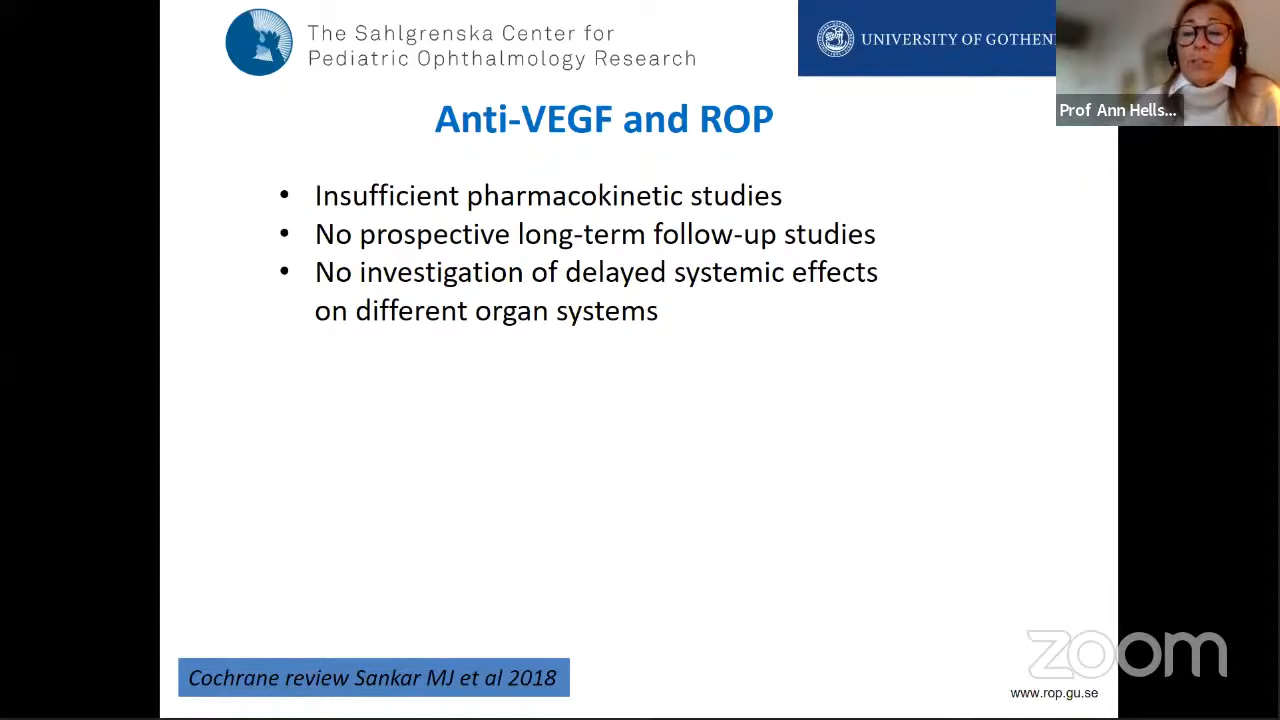 The Sahlgrenska Center for
Pediatric Ophthalmology Research
UNIVERSITY OF GOTHEN
Prof Ann Hells...
Anti-VEGF and ROP
• Insufficient pharmacokinetic studies
• No prospective long-term follow-up studies
• No investigation of delayed systemic effects
on different organ systems
Cochrane review Sankar MJ et al 2018
zoom
www.rop.gu.se